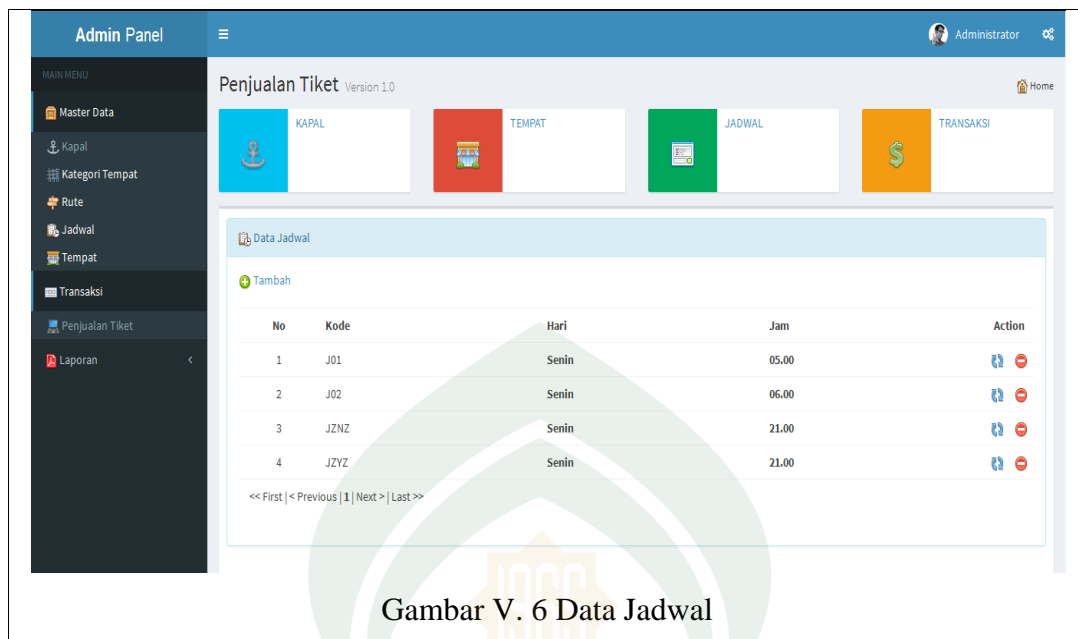 Admin Panel
Administrator
MAIN MENU
Master Data
Kapal
Kategori Tempat
Rute
Jadwal
Tempat
Transaksi
Penjualan Tiket
Laporan
Penjualan Tiket Version 1.0
Home
KAPAL
TEMPAT
JADWAL
TRANSAKSI
Data Jadwal
Tambah
No Kode Hari Jam Action
1 J01 Senin 05.00
2 J02 Senin 06.00
3 JZNZ Senin 21.00
4 JZYZ Senin 21.00
<< First | < Previous | 1 | Next > | Last >>
Gambar V. 6 Data Jadwal